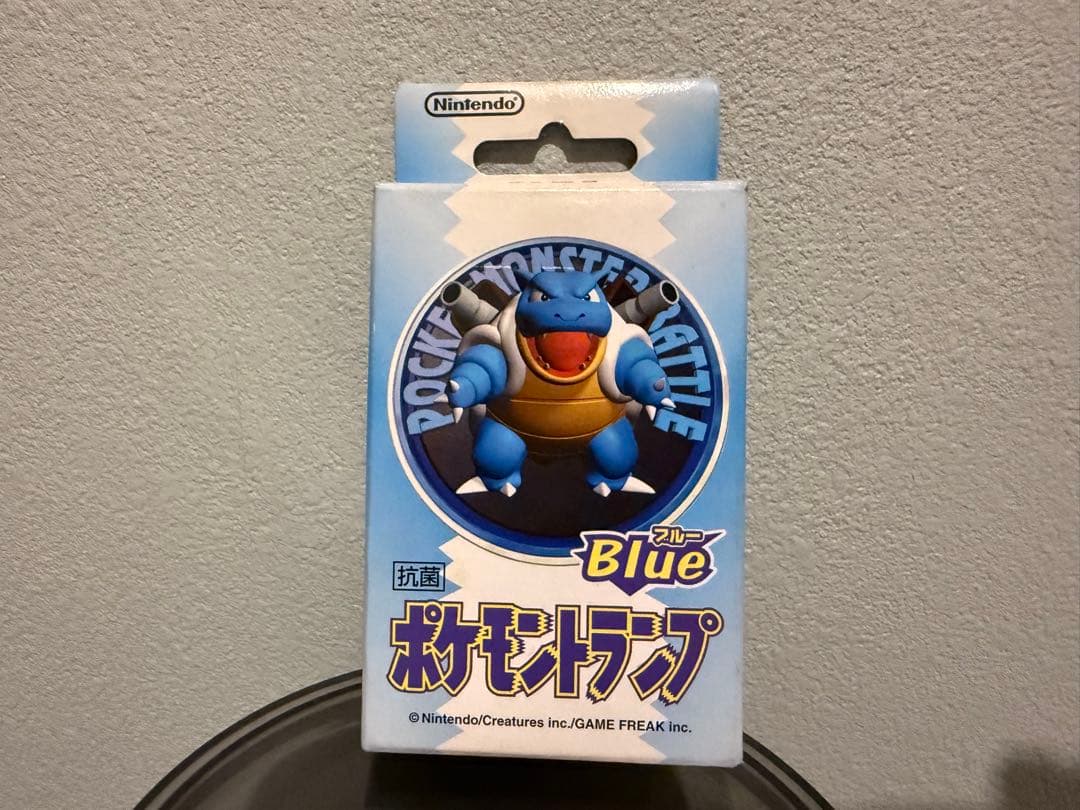 Nintendo
POCKET MONSTER BATTLE
ブルー
Blue
抗菌
ポケモントランプ
©Nintendo/Creatures inc./GAME FREAK inc.